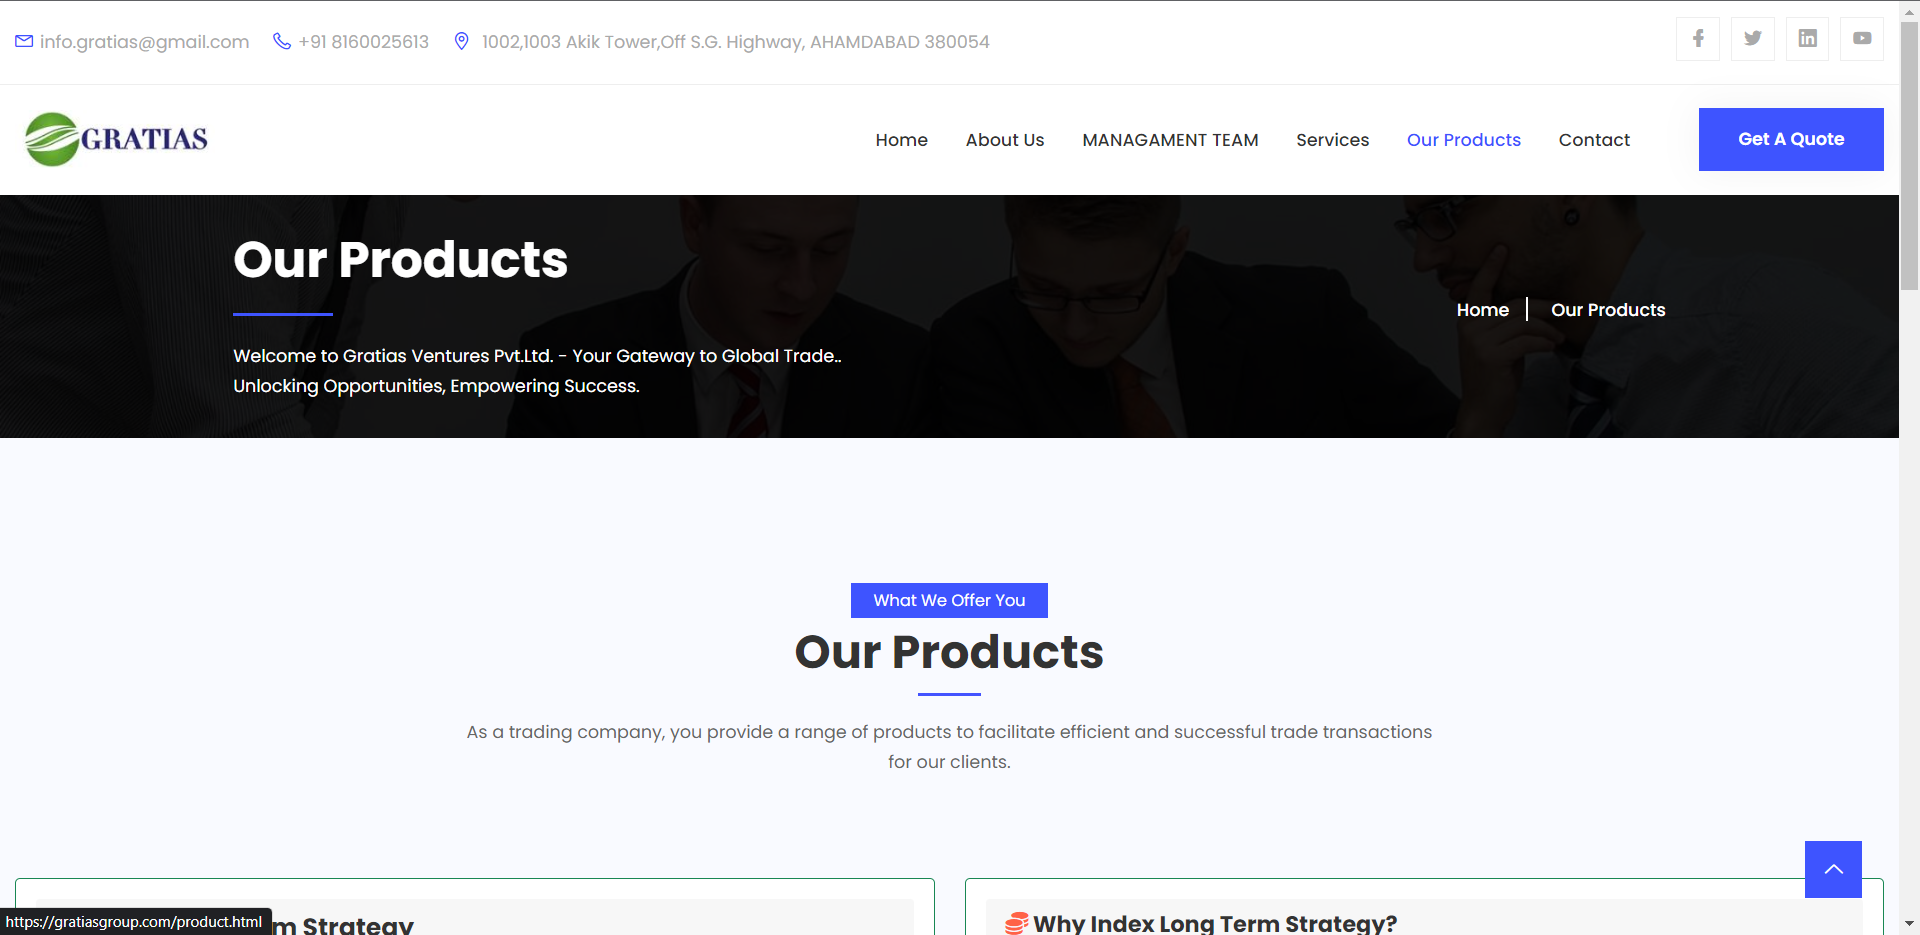 info.gratias@gmail.com +91 8160025613 1002,1003 Akik Tower,Off S.G. Highway, AHAMDABAD 380054
GRATIAS
Home About Us MANAGAMENT TEAM Services Our Products Contact Get A Quote
Our Products
Home Our Products
Welcome to Gratias Ventures Pvt.Ltd. - Your Gateway to Global Trade..
Unlocking Opportunities, Empowering Success.
What We Offer You
Our Products
As a trading company, you provide a range of products to facilitate efficient and successful trade transactions
for our clients.
m Strategy
Why Index Long Term Strategy?
https://gratiasgroup.com/product.html